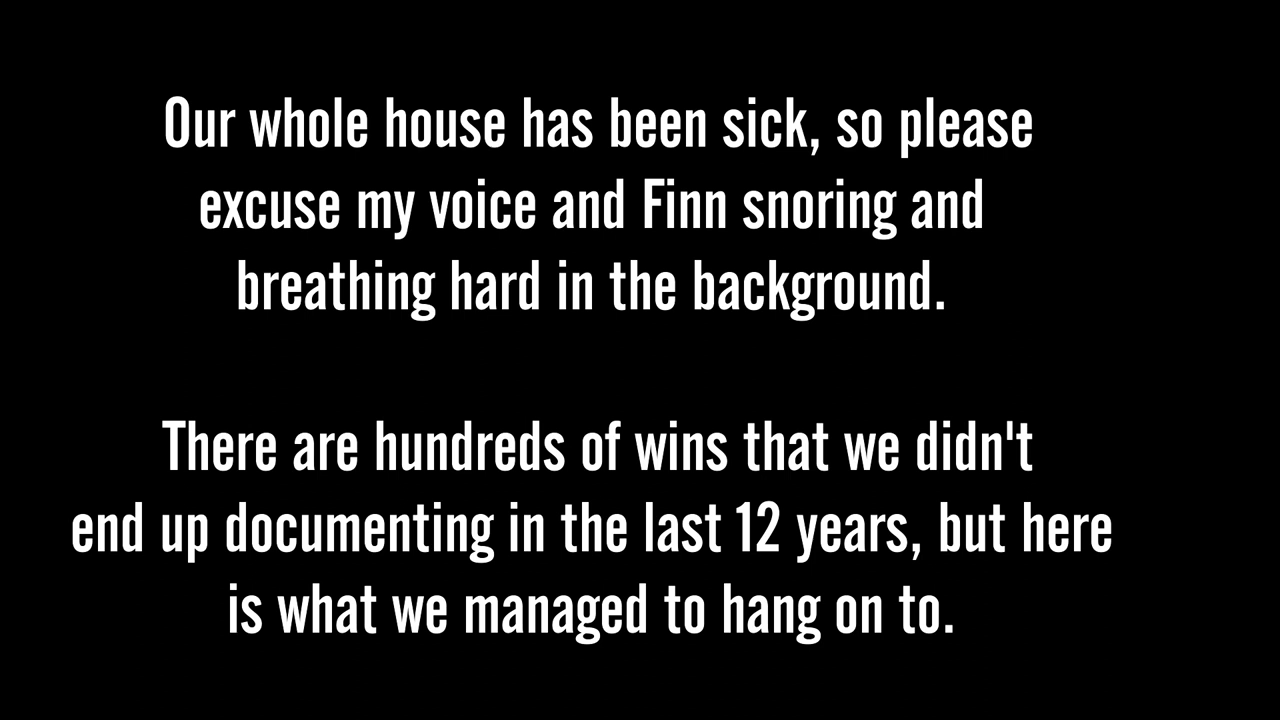 Our whole house has been sick, so please
excuse my voice and Finn snoring and
breathing hard in the background.
There are hundreds of wins that we didn't
end up documenting in the last 12 years, but here
is what we managed to hang on to.